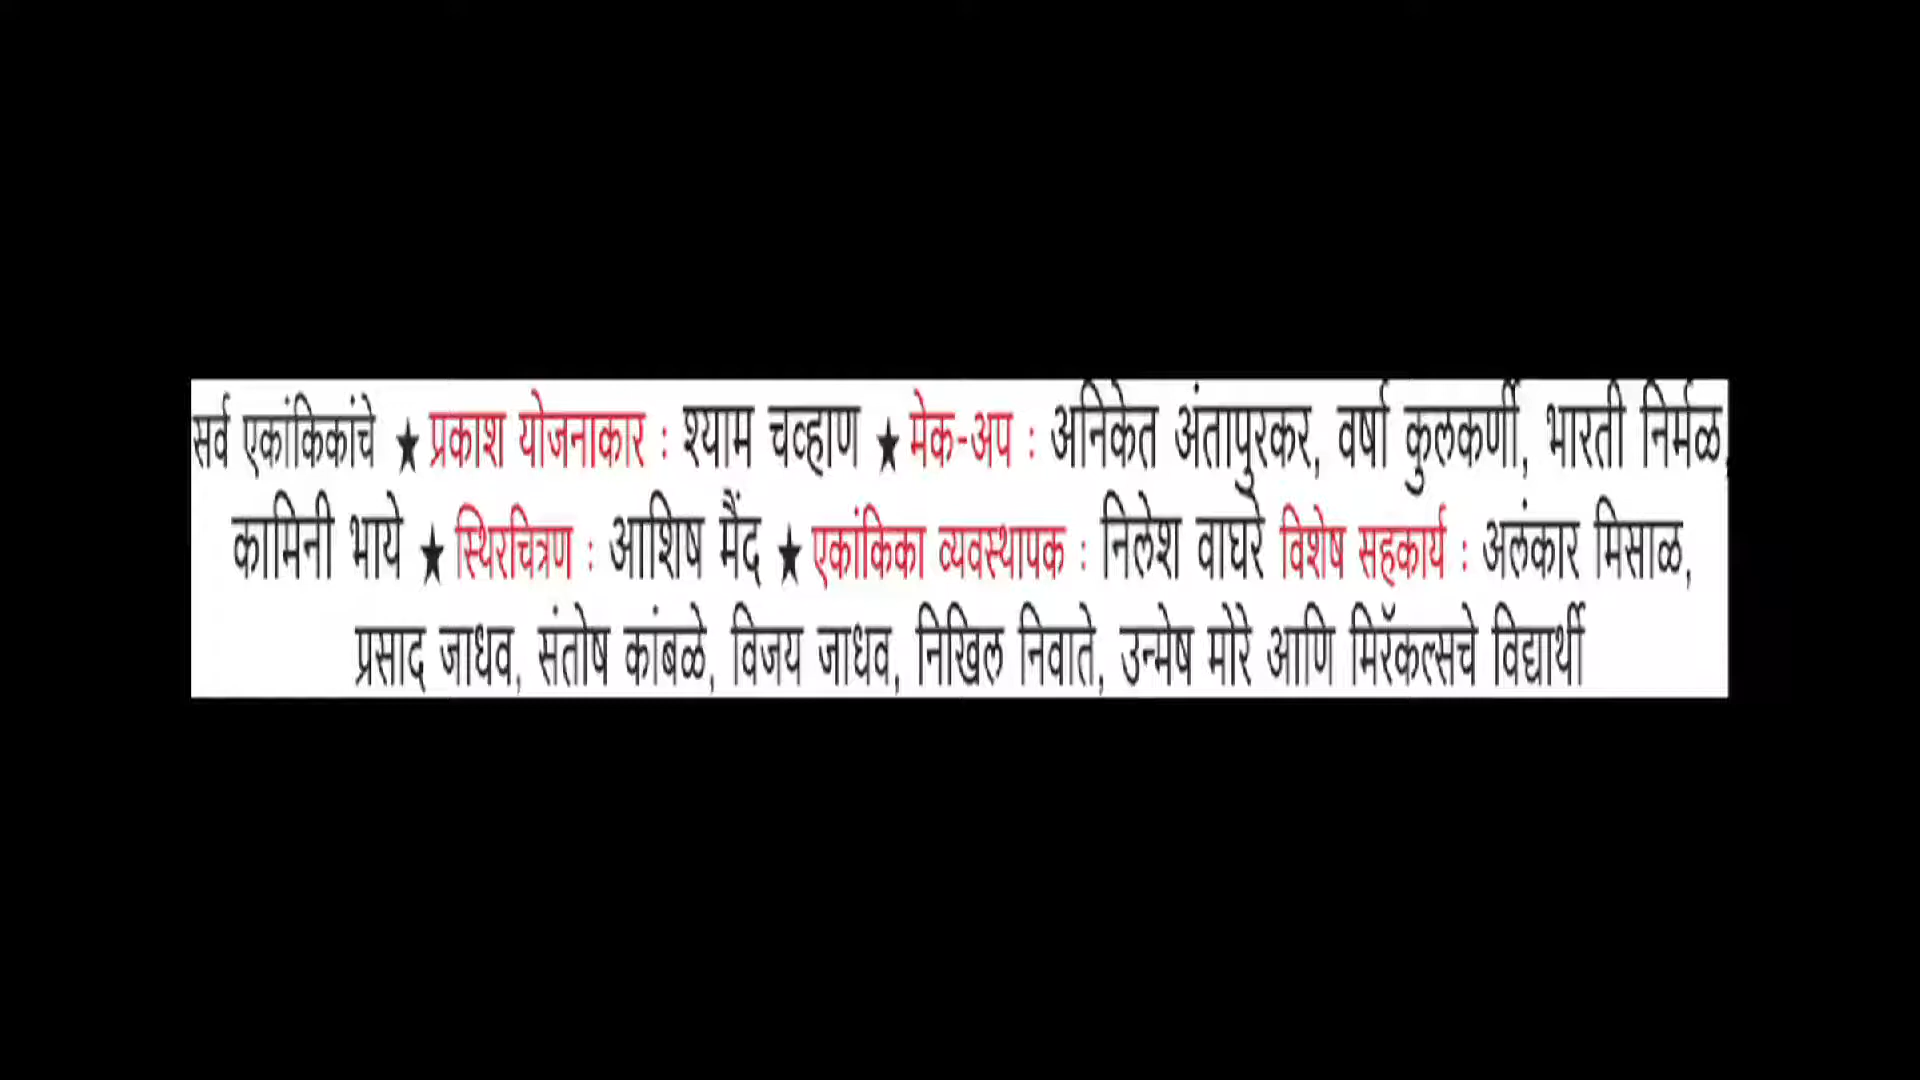 सर्व एकांकिकांचे ★ प्रकाश योजनाकार : श्याम चव्हाण ★ मेक-अप : अनिकेत अंतापुरकर, वर्षा कुलकर्णी, भारती निर्मळ,
कामिनी भाये ★ स्थिरचित्रण : आशिष मैंद ★ एकांकिका व्यवस्थापक : निलेश वाघरे विशेष सहकार्य : अलंकार मिसाळ,
प्रसाद जाधव, संतोष कांबळे, विजय जाधव, निखिल निवाते, उन्मेष मोरे आणि मिरॅकल्सचे विद्यार्थी